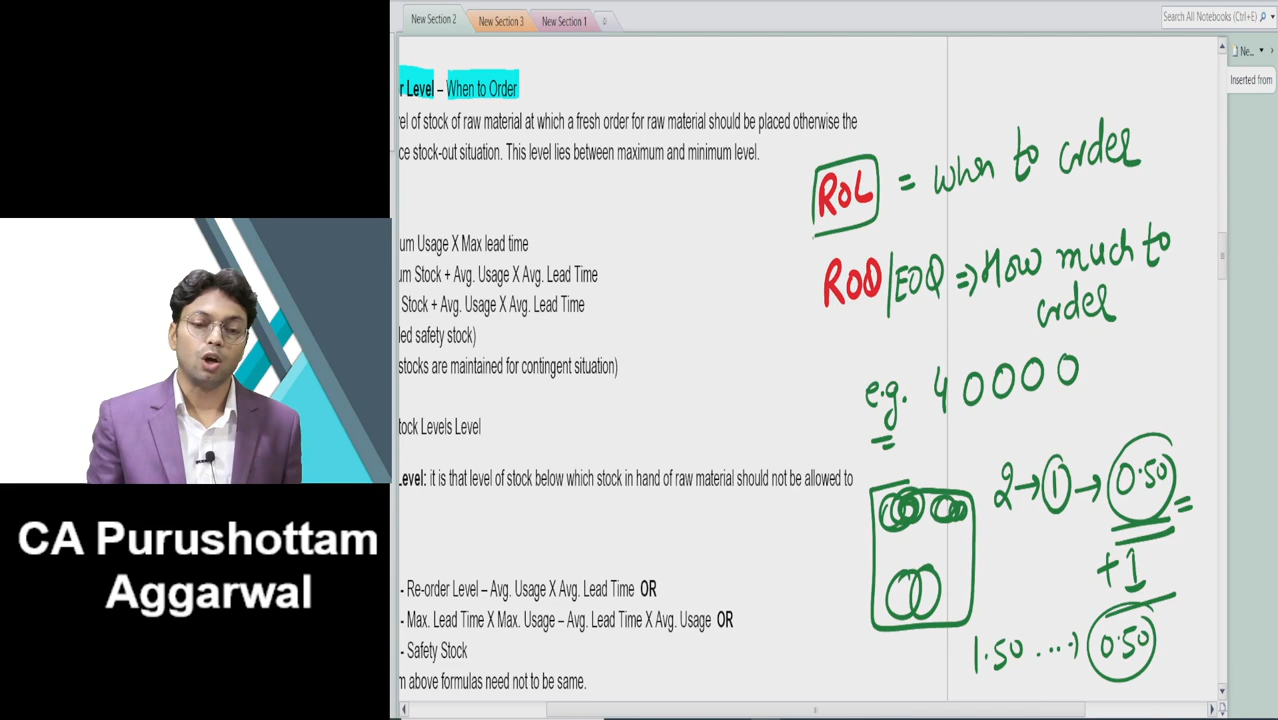 New Section 2
New Section 3
New Section 1
Search All Notebooks (Ctrl+E)
Ne...
Inserted from
r Level – When to Order
el of stock of raw material at which a fresh order for raw material should be placed otherwise the
ce stock-out situation. This level lies between maximum and minimum level.
um Usage X Max lead time
um Stock + Avg. Usage X Avg. Lead Time
Stock + Avg. Usage X Avg. Lead Time
led safety stock)
stocks are maintained for contingent situation)
tock Levels Level
Level: it is that level of stock below which stock in hand of raw material should not be allowed to
- Re-order Level – Avg. Usage X Avg. Lead Time OR
- Max. Lead Time X Max. Usage – Avg. Lead Time X Avg. Usage OR
- Safety Stock
m above formulas need not to be same.
ROL = when to order
ROQ/EOQ => How much to
order
e.g. 40000
2 → 1 → 0.50
+1
1.50 ...→ 0.50
CA Purushottam
Aggarwal